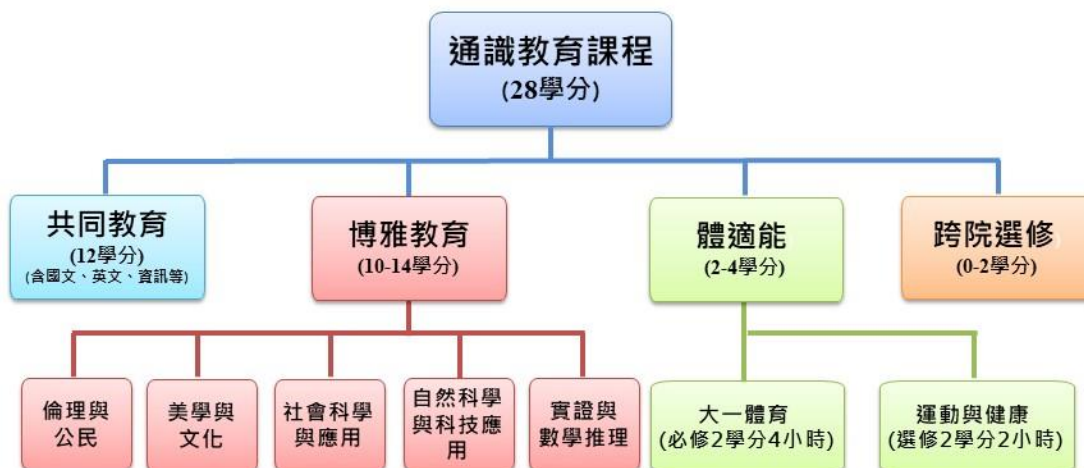 通識教育課程
(28學分)
共同教育
(12學分)
(含國文、英文、資訊等)
博雅教育
(10-14學分)
體適能
(2-4學分)
跨院選修
(0-2學分)
倫理與
公民
美學與
文化
社會科學
與應用
自然科學
與科技應
用
實證與
數學推理
大一體育
(必修2學分4小時)
運動與健康
(選修2學分2小時)